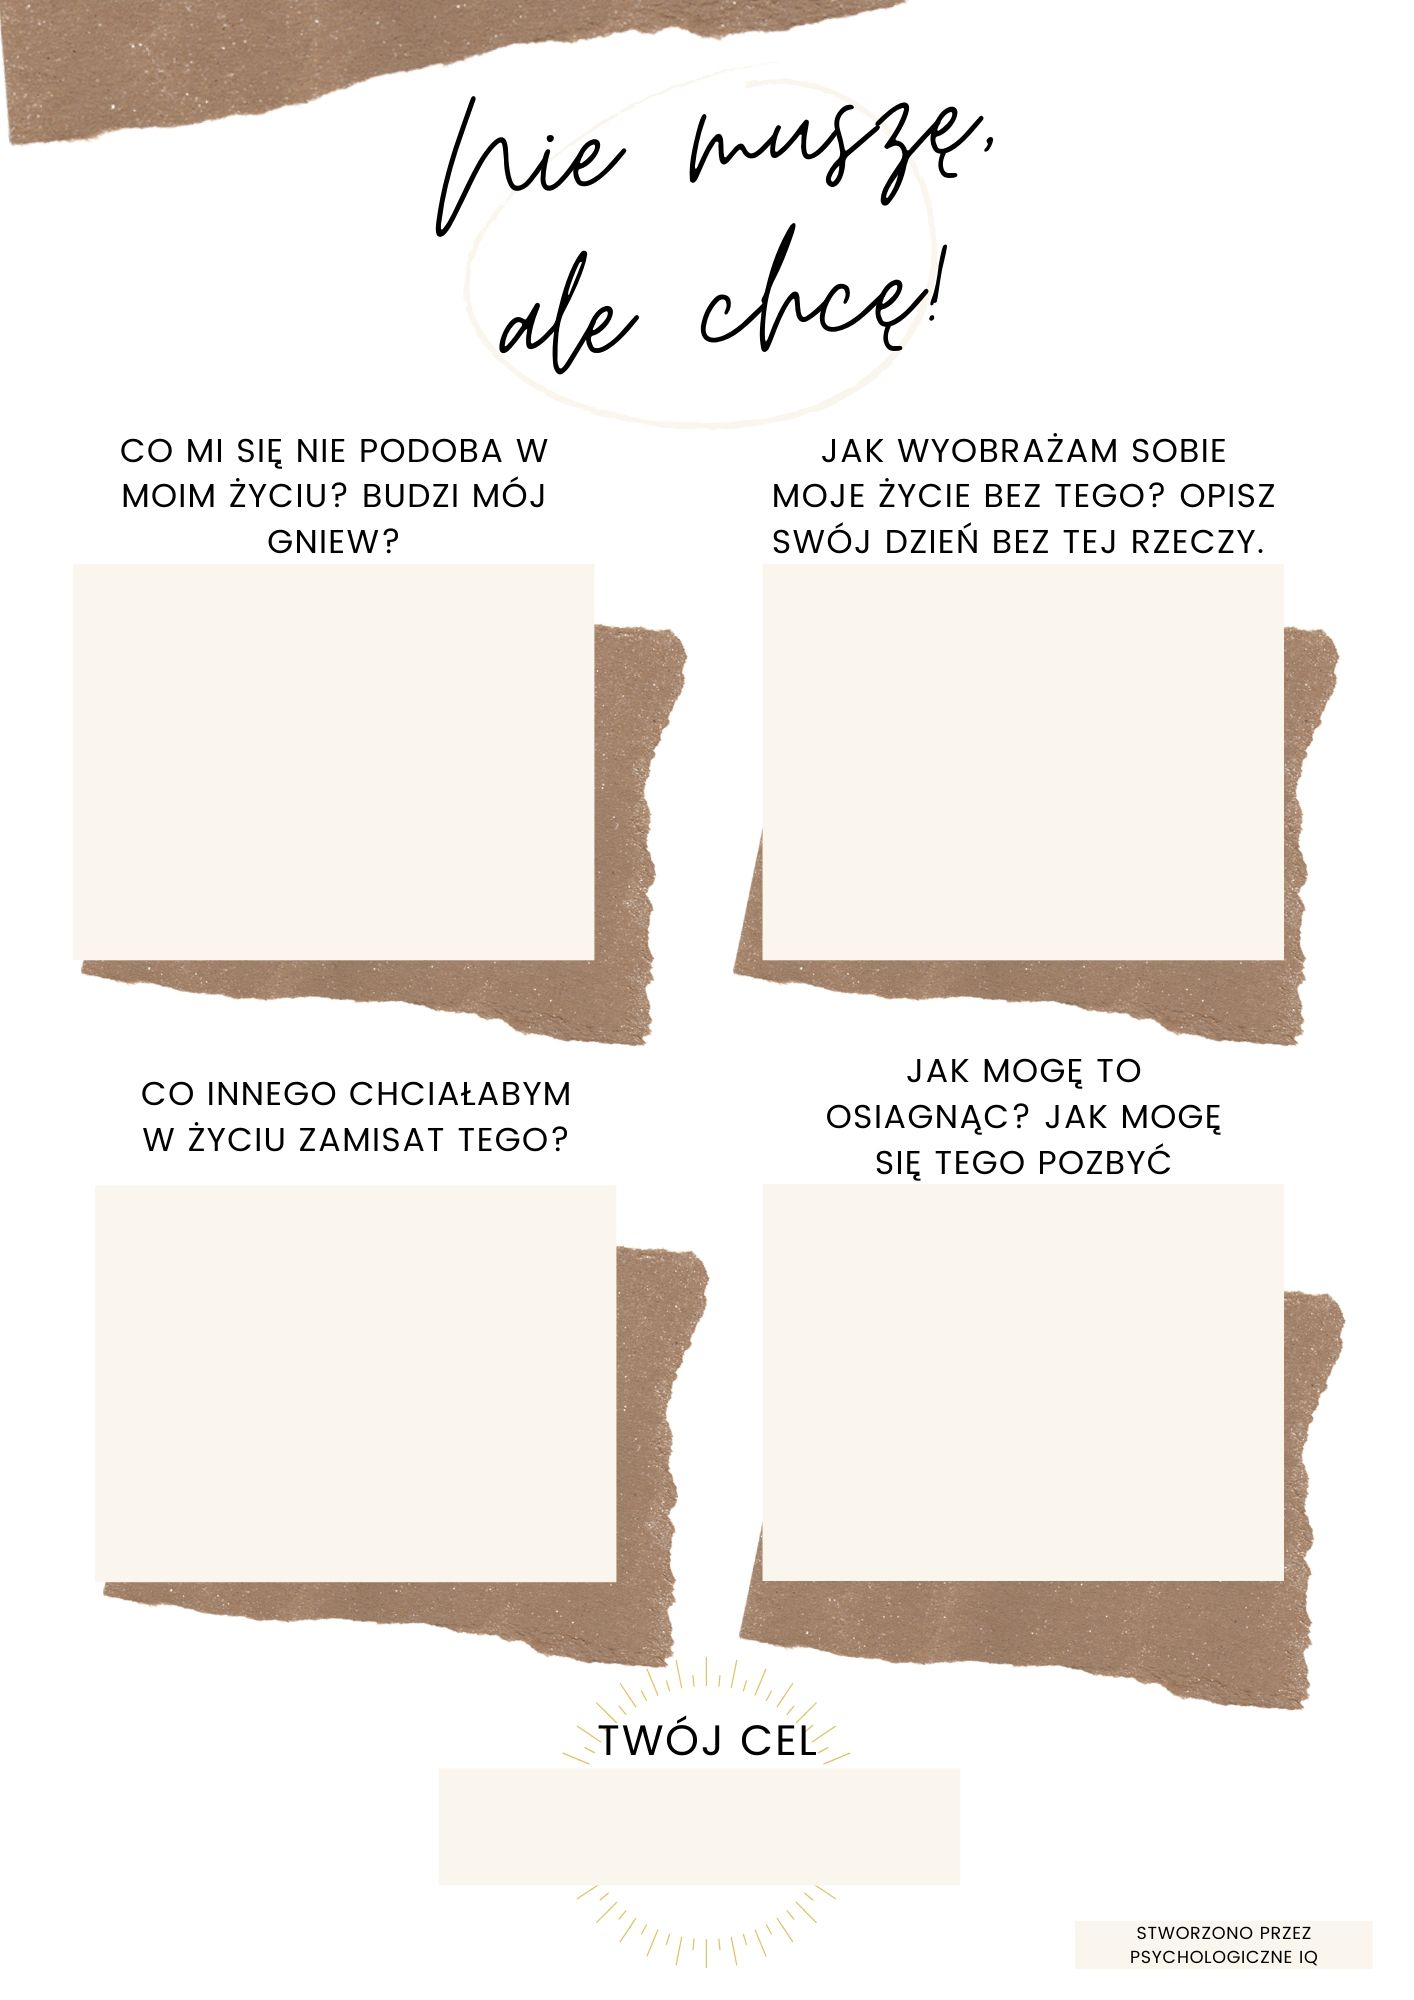 Nie muszę,
ale chcę!
CO MI SIĘ NIE PODOBA W
MOIM ŻYCIU? BUDZI MÓJ
GNIEW?
JAK WYOBRAŻAM SOBIE
MOJE ŻYCIE BEZ TEGO? OPISZ
SWÓJ DZIEŃ BEZ TEJ RZECZY.
CO INNEGO CHCIAŁABYM
W ŻYCIU ZAMISAT TEGO?
JAK MOGĘ TO
OSIAGNĄC? JAK MOGĘ
SIĘ TEGO POZBYĆ
TWÓJ CEL
STWORZONO PRZEZ
PSYCHOLOGICZNE IQ